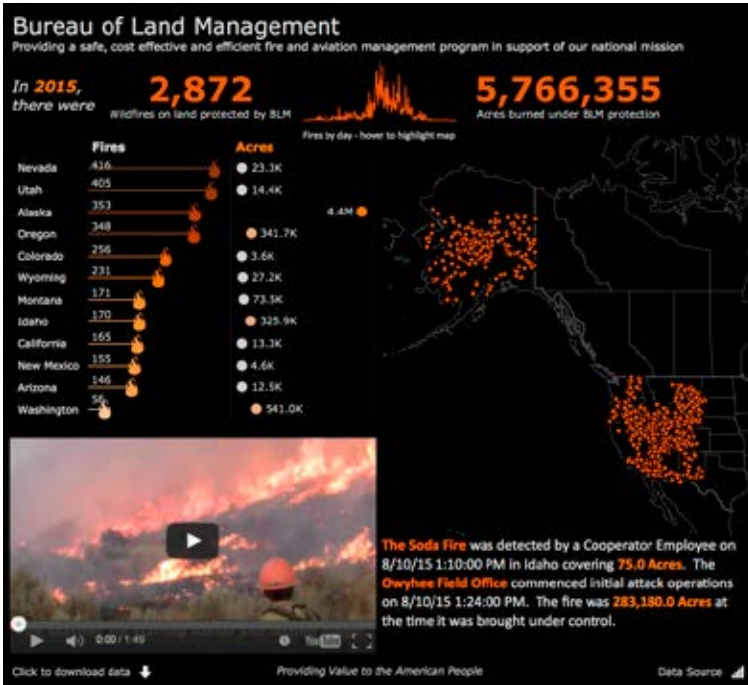 Bureau of Land Management
Providing a safe, cost effective and efficient fire and aviation management program in support of our national mission
In 2015,
there were
2,872
Wildfires on land protected by BLM
Fires by day - hover to highlight map
5,766,355
Acres burned under BLM protection
Fires Acres
Nevada 416 23.3K
Utah 405 14.4K
Alaska 353 4.4M
Oregon 348 341.7K
Colorado 256 3.6K
Wyoming 231 27.2K
Montana 171 73.5K
Idaho 170 325.9K
California 165 13.3K
New Mexico 155 4.6K
Arizona 146 12.5K
Washington 56 541.0K
0:00 / 1:49 YouTube
The Soda Fire was detected by a Cooperator Employee on
8/10/15 1:10:00 PM in Idaho covering 75.0 Acres. The
Owyhee Field Office commenced initial attack operations
on 8/10/15 1:24:00 PM. The fire was 283,180.0 Acres at
the time it was brought under control.
Click to download data
Providing Value to the American People
Data Source